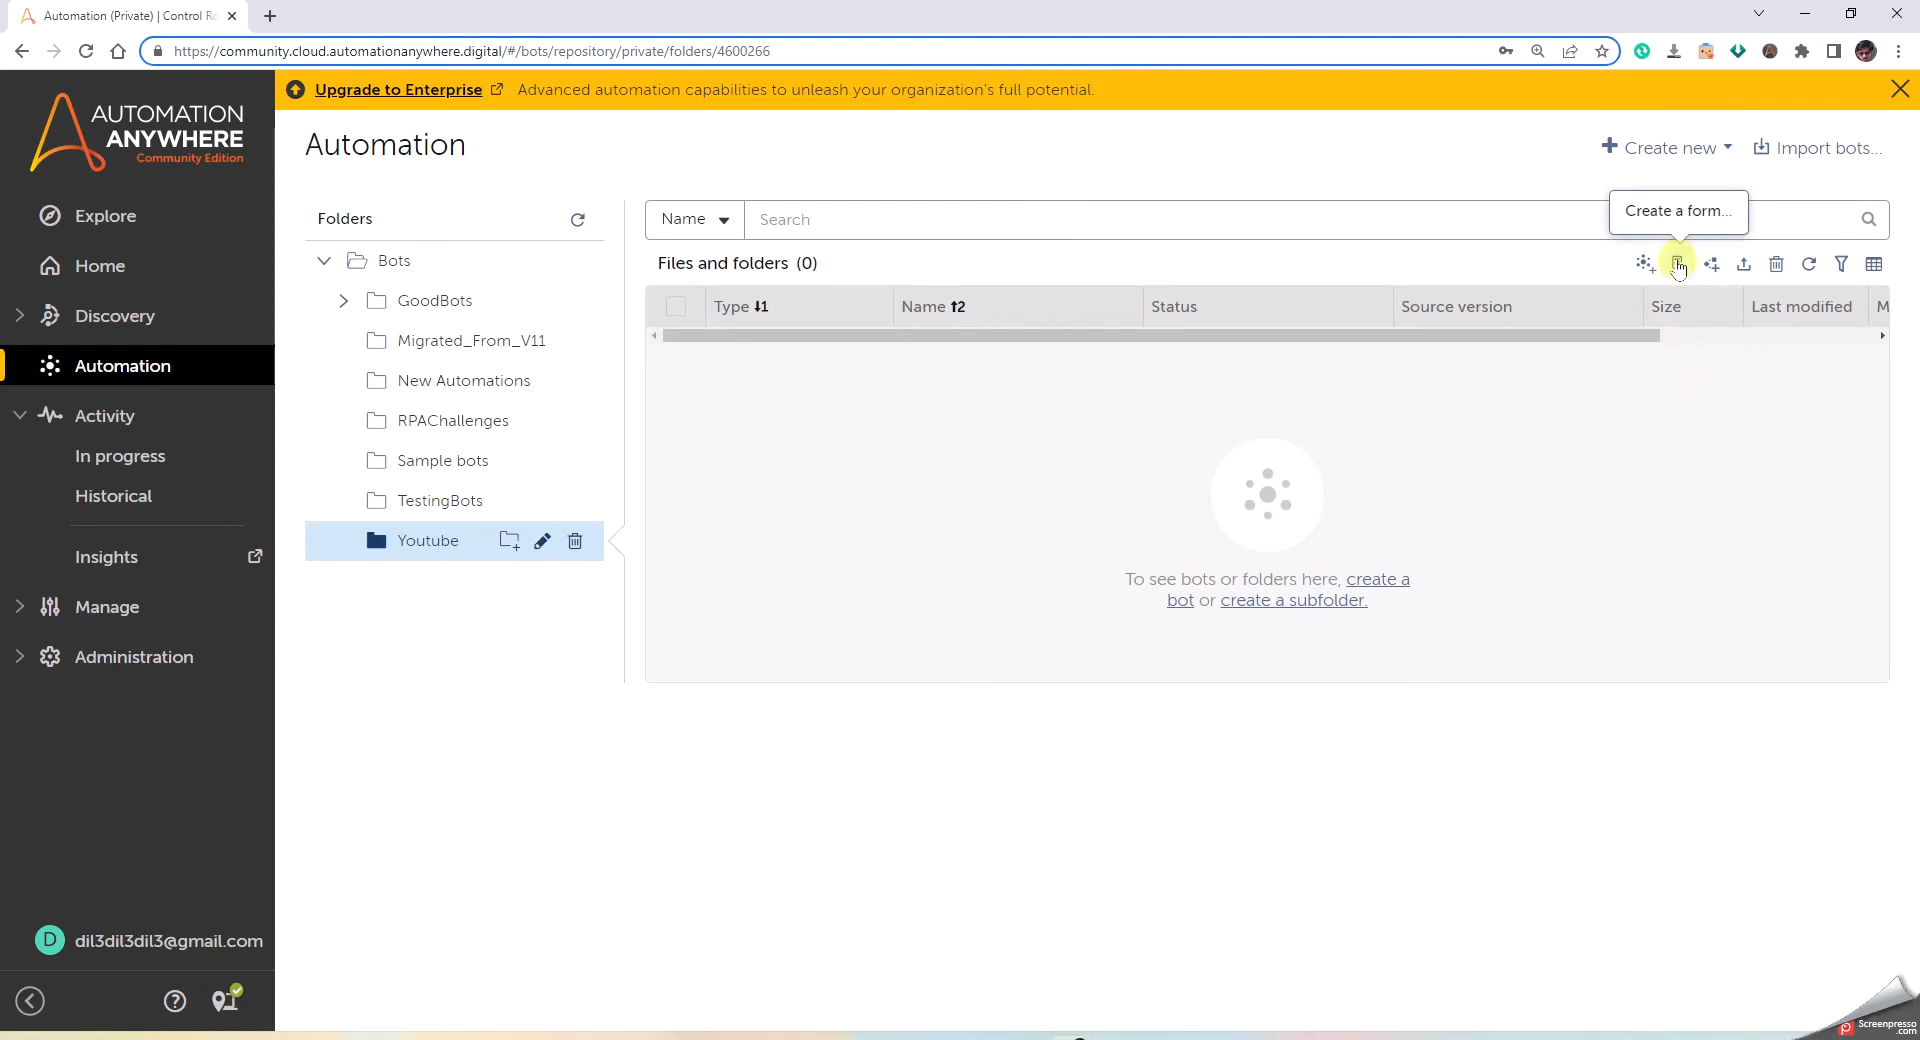 Automation (Private) | Control Ro
https://community.cloud.automationanywhere.digital/#/bots/repository/private/folders/4600266
Upgrade to Enterprise Advanced automation capabilities to unleash your organization's full potential.
AUTOMATION
ANYWHERE
Community Edition
Explore
Home
Discovery
Automation
Activity
In progress
Historical
Insights
Manage
Administration
D dil3dil3dil3@gmail.com
Automation
Create new
Import bots...
Folders
Bots
GoodBots
Migrated_From_V11
New Automations
RPAChallenges
Sample bots
TestingBots
Youtube
Name Search
Create a form...
Files and folders (0)
Type Name Status Source version Size Last modified M
To see bots or folders here, create a
bot or create a subfolder.
Screenpresso
.com